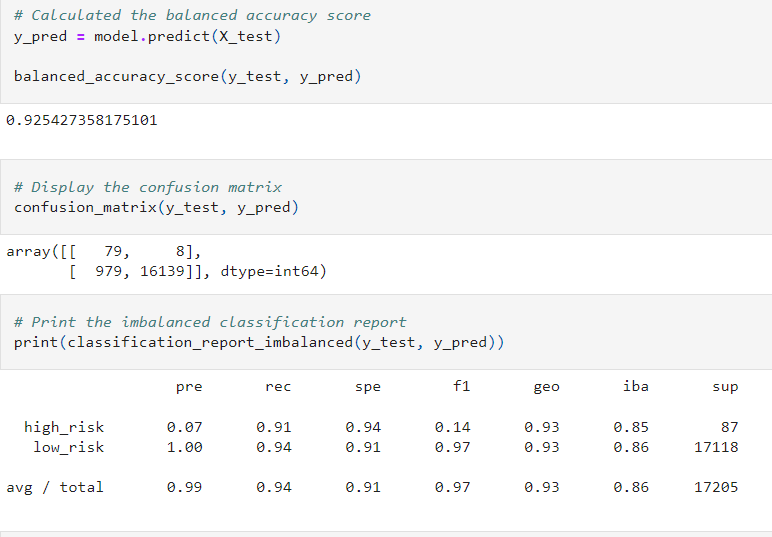 # Calculated the balanced accuracy score
y_pred = model.predict(X_test)
balanced_accuracy_score(y_test, y_pred)
0.925427358175101
# Display the confusion matrix
confusion_matrix(y_test, y_pred)
array([[   79,     8],
       [  979, 16139]], dtype=int64)
# Print the imbalanced classification report
print(classification_report_imbalanced(y_test, y_pred))
pre rec spe f1 geo iba sup
high_risk 0.07 0.91 0.94 0.14 0.93 0.85 87
low_risk 1.00 0.94 0.91 0.97 0.93 0.86 17118
avg / total 0.99 0.94 0.91 0.97 0.93 0.86 17205